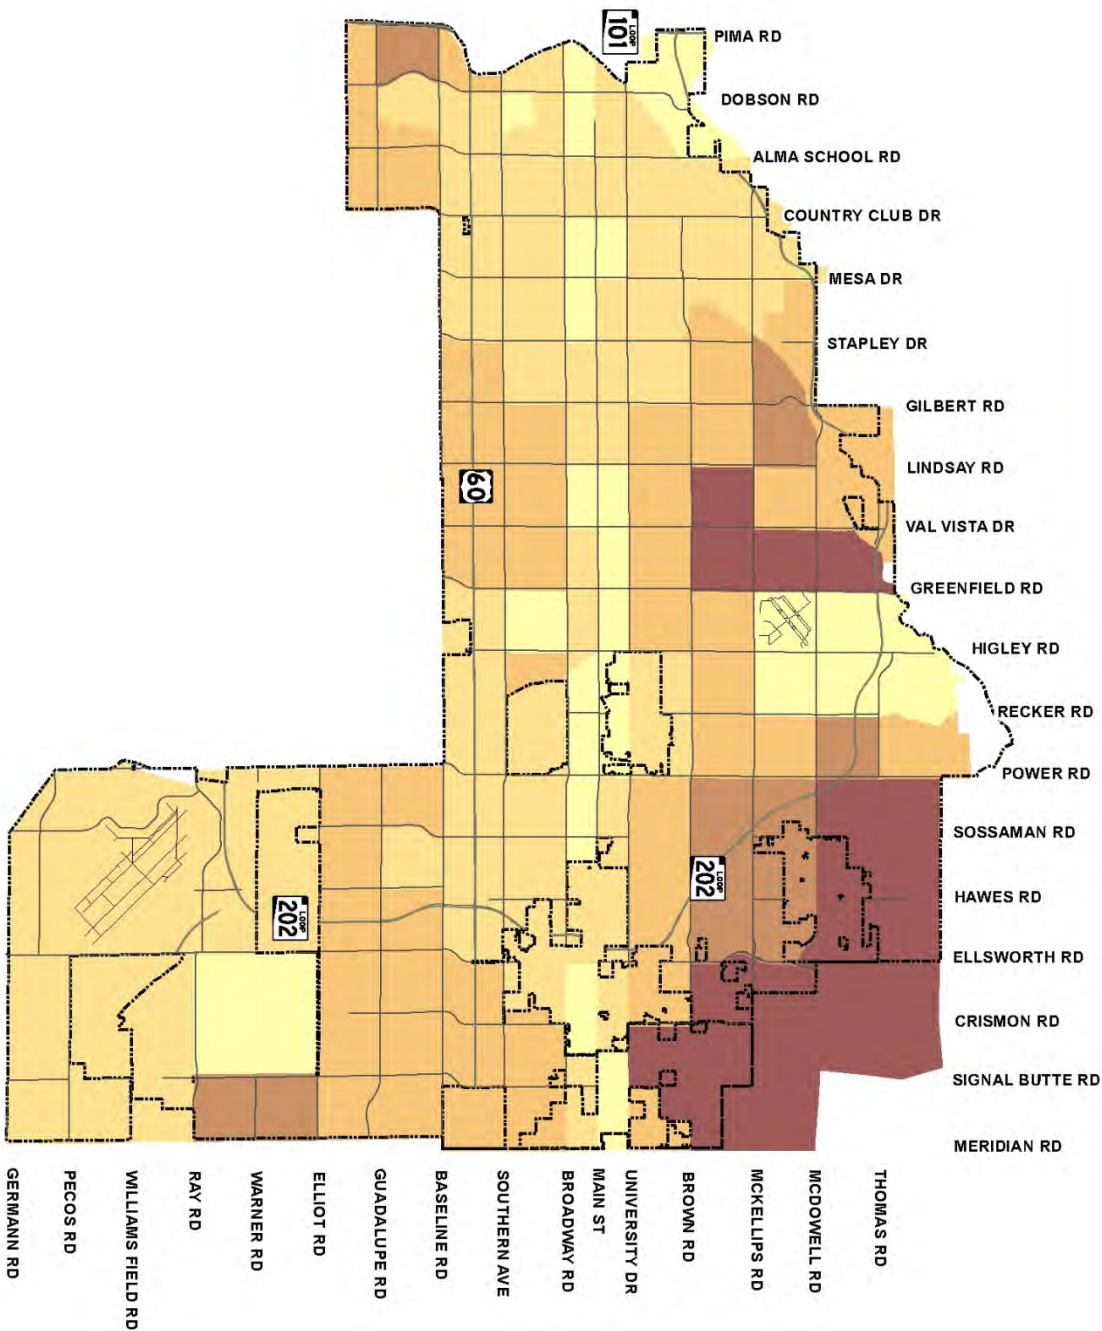 LOOP
101
PIMA RD
DOBSON RD
ALMA SCHOOL RD
COUNTRY CLUB DR
MESA DR
STAPLEY DR
GILBERT RD
LINDSAY RD
60
VAL VISTA DR
GREENFIELD RD
HIGLEY RD
RECKER RD
POWER RD
SOSSAMAN RD
LOOP
202
HAWES RD
LOOP
202
ELLSWORTH RD
CRISMON RD
SIGNAL BUTTE RD
MERIDIAN RD
GERMANN RD
PECOS RD
WILLIAMS FIELD RD
RAY RD
WARNER RD
ELLIOT RD
GUADALUPE RD
BASELINE RD
SOUTHERN AVE
BROADWAY RD
MAIN ST
UNIVERSITY DR
BROWN RD
MCKELLIPS RD
MCDOWELL RD
THOMAS RD